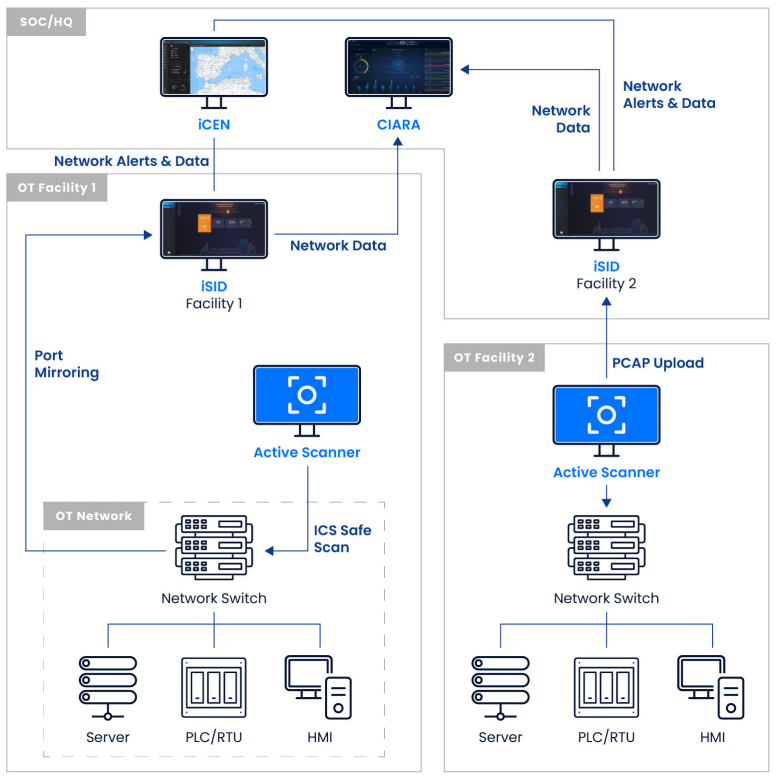 SOC/HQ
iCEN
CIARA
Network
Alerts & Data
Network
Data
Network Alerts & Data
OT Facility 1
iSID
Facility 1
Network Data
iSID
Facility 2
Port
Mirroring
OT Facility 2
PCAP Upload
Active Scanner
Active Scanner
OT Network
ICS Safe
Scan
Network Switch
Network Switch
Server
PLC/RTU
HMI
Server
PLC/RTU
HMI